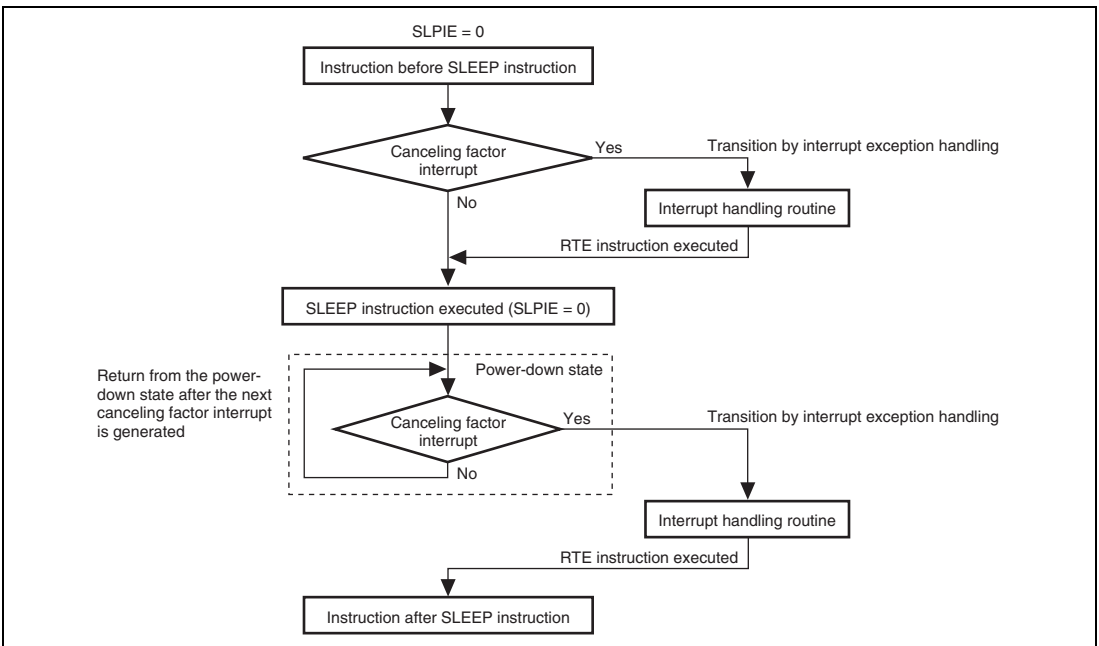 SLPIE = 0
Instruction before SLEEP instruction
Canceling factor
interrupt
Yes
Transition by interrupt exception handling
No
Interrupt handling routine
RTE instruction executed
SLEEP instruction executed (SLPIE = 0)
Return from the power-
down state after the next
canceling factor interrupt
is generated
Power-down state
Canceling factor
interrupt
Yes
Transition by interrupt exception handling
No
Interrupt handling routine
RTE instruction executed
Instruction after SLEEP instruction